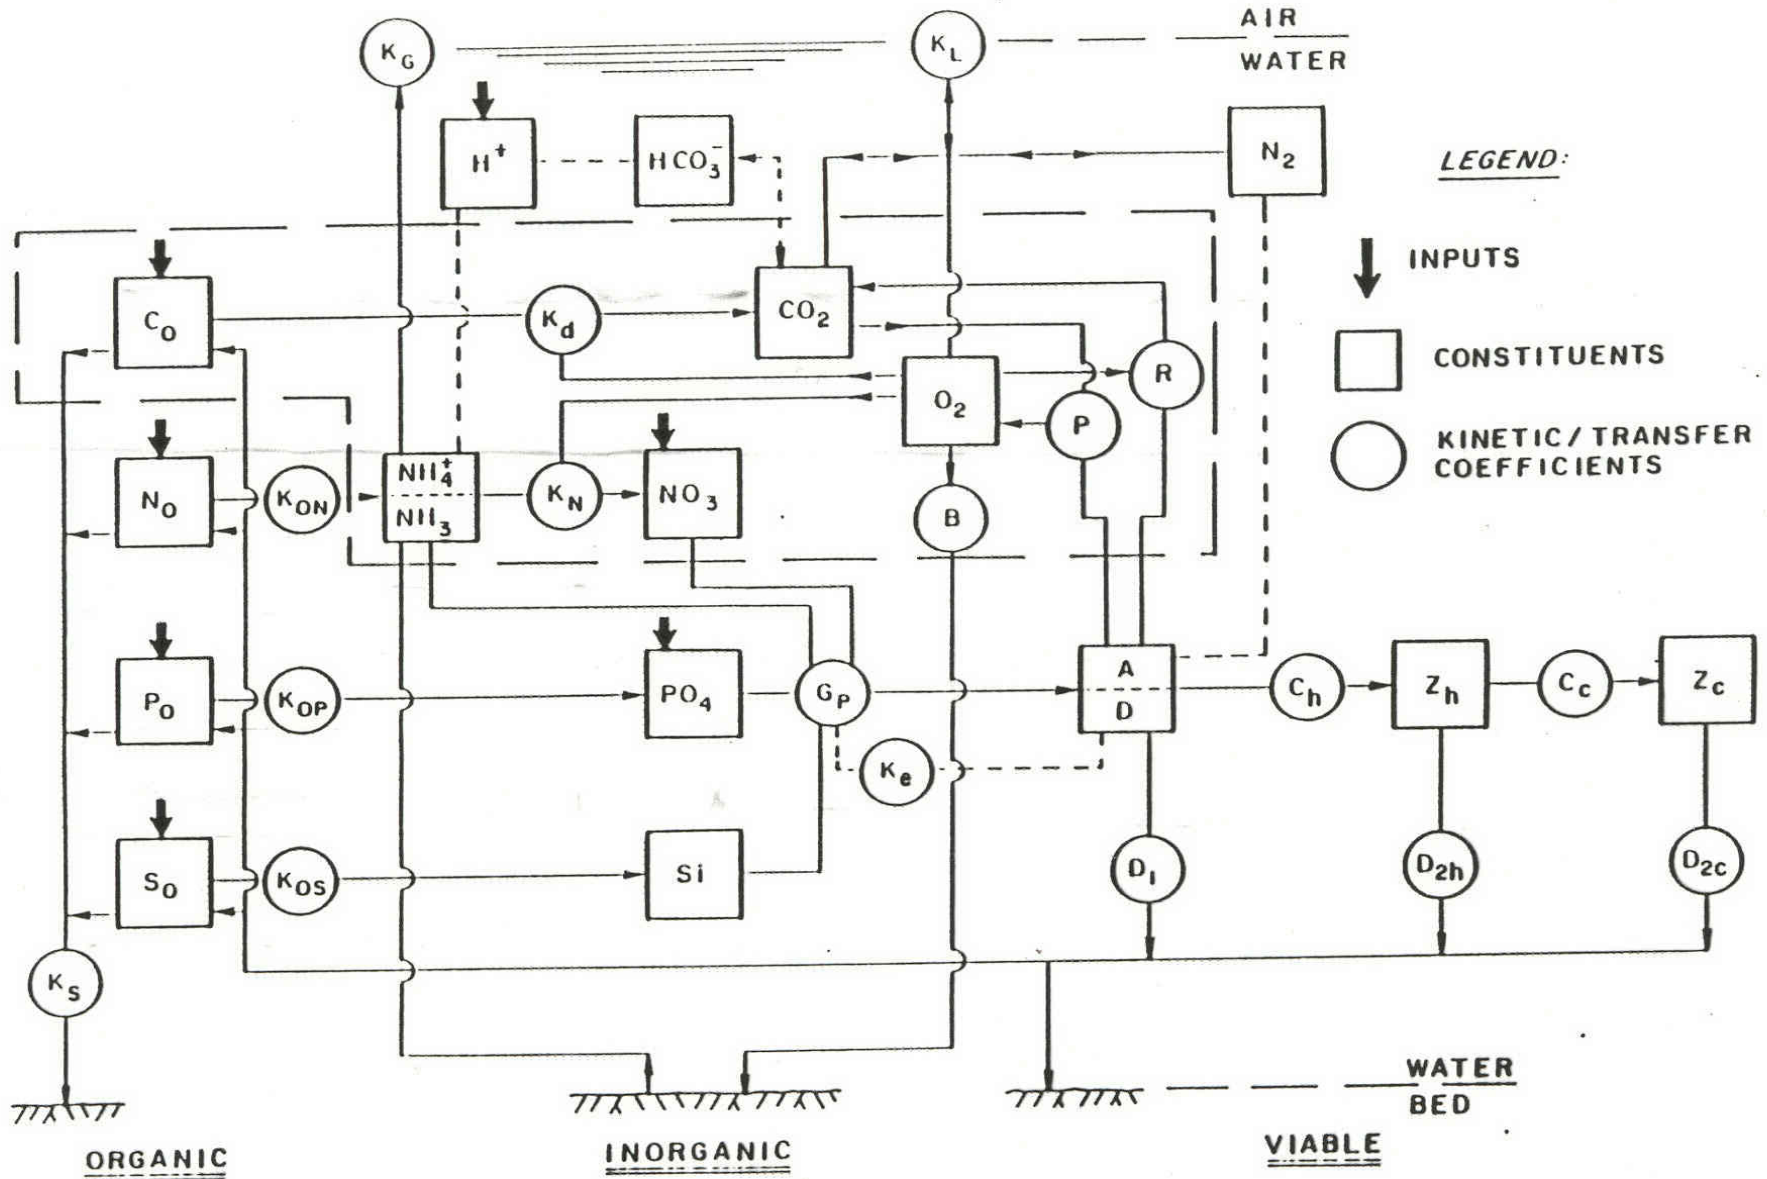 AIR
WATER
K_G
K_L
H⁺
HCO₃⁻
N₂
LEGEND:
INPUTS
C_O
K_d
CO₂
CONSTITUENTS
O₂
R
P
KINETIC/TRANSFER
COEFFICIENTS
N_O
K_ON
NH₄⁺
NH₃
K_N
NO₃
B
P_O
K_OP
PO₄
G_P
A
D
C_h
Z_h
C_c
Z_c
K_e
S_O
K_OS
Si
D₁
D_2h
D_2c
K_S
WATER
BED
ORGANIC
INORGANIC
VIABLE